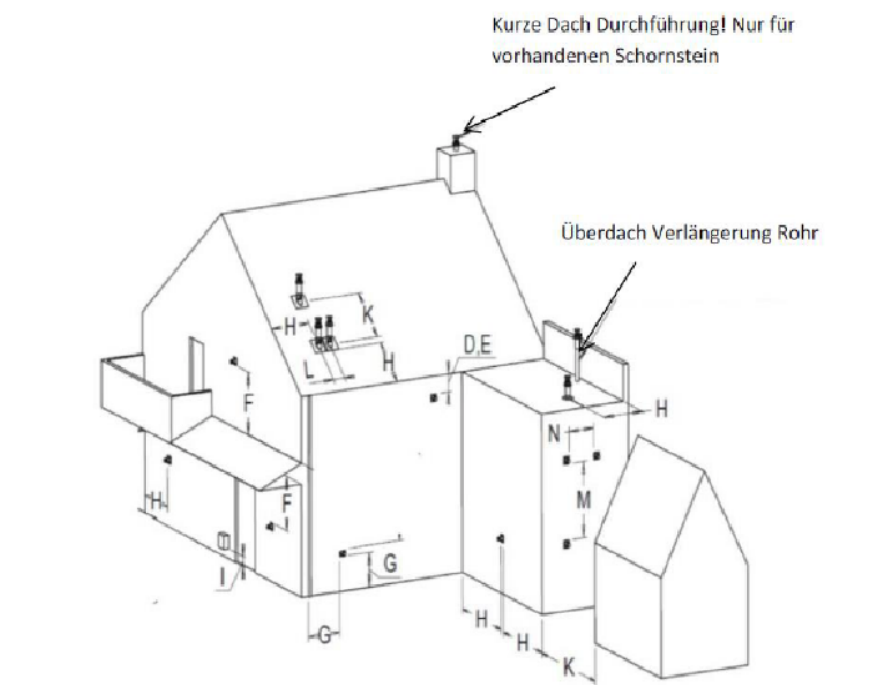 Kurze Dach Durchführung! Nur für
vorhandenen Schornstein
Überdach Verlängerung Rohr
K
H
D,E
L
H
F
H
N
H
F
M
I
G
G
H
H
K